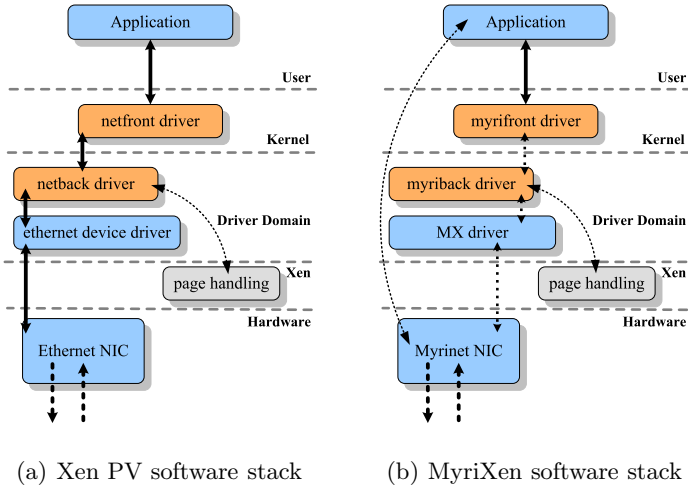 Application
User
netfront driver
Kernel
netback driver
Driver Domain
ethernet device driver
Xen
page handling
Hardware
Ethernet NIC
(a) Xen PV software stack
Application
User
myrifront driver
Kernel
myriback driver
Driver Domain
MX driver
Xen
page handling
Hardware
Myrinet NIC
(b) MyriXen software stack